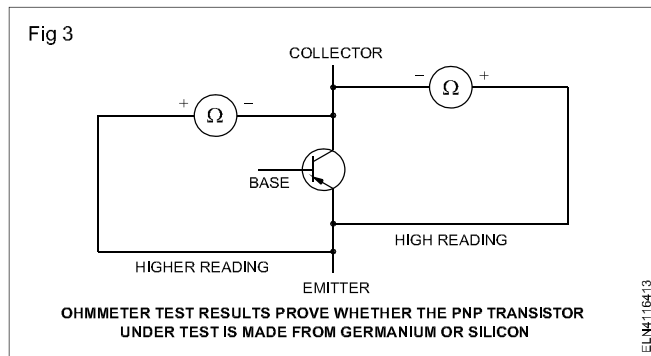 Fig 3
COLLECTOR
− +
Ω
+ −
Ω
BASE
HIGH READING
HIGHER READING
EMITTER
OHMMETER TEST RESULTS PROVE WHETHER THE PNP TRANSISTOR
UNDER TEST IS MADE FROM GERMANIUM OR SILICON
ELN4116413